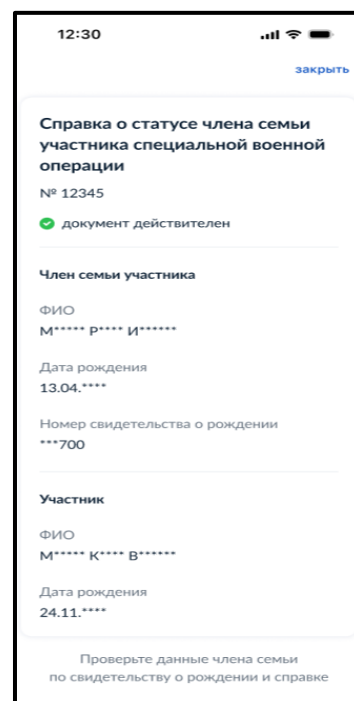 12:30
закрыть
Справка о статусе члена семьи
участника специальной военной
операции
№ 12345
документ действителен
Член семьи участника
ФИО
М***** Р**** И******
Дата рождения
13.04.****
Номер свидетельства о рождении
***700
Участник
ФИО
М***** К**** В******
Дата рождения
24.11.****
Проверьте данные члена семьи
по свидетельству о рождении и справке